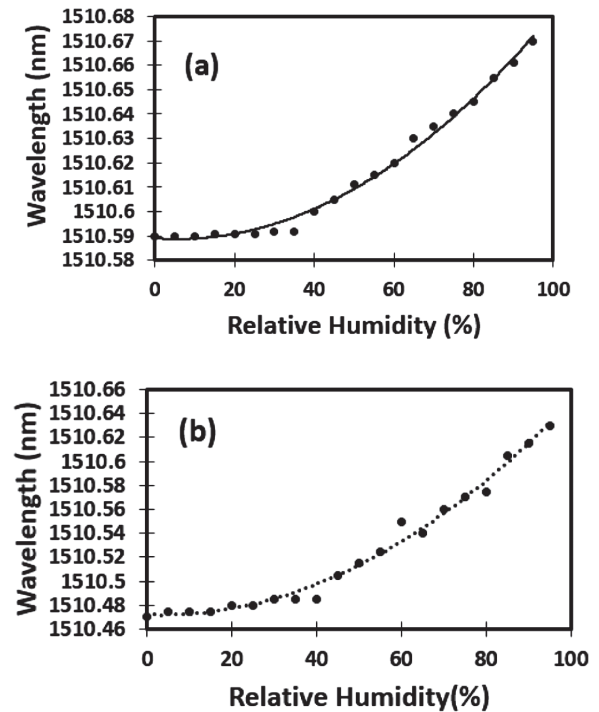 1510.68
1510.67
1510.66
1510.65
1510.64
1510.63
1510.62
1510.61
1510.6
1510.59
1510.58
Wavelength (nm)
(a)
0 20 40 60 80 100
Relative Humidity (%)
1510.66
1510.64
1510.62
1510.6
1510.58
1510.56
1510.54
1510.52
1510.5
1510.48
1510.46
Wavelength (nm)
(b)
0 20 40 60 80 100
Relative Humidity(%)